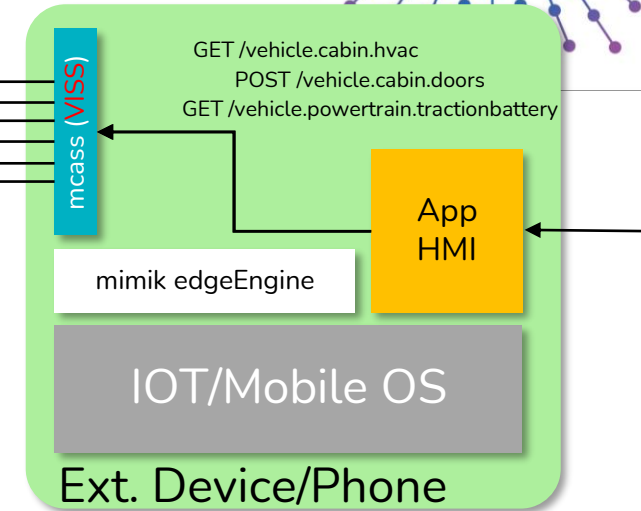 GET /vehicle.cabin.hvac
POST /vehicle.cabin.doors
GET /vehicle.powertrain.tractionbattery
mcass (VISS)
App
HMI
mimik edgeEngine
IOT/Mobile OS
Ext. Device/Phone